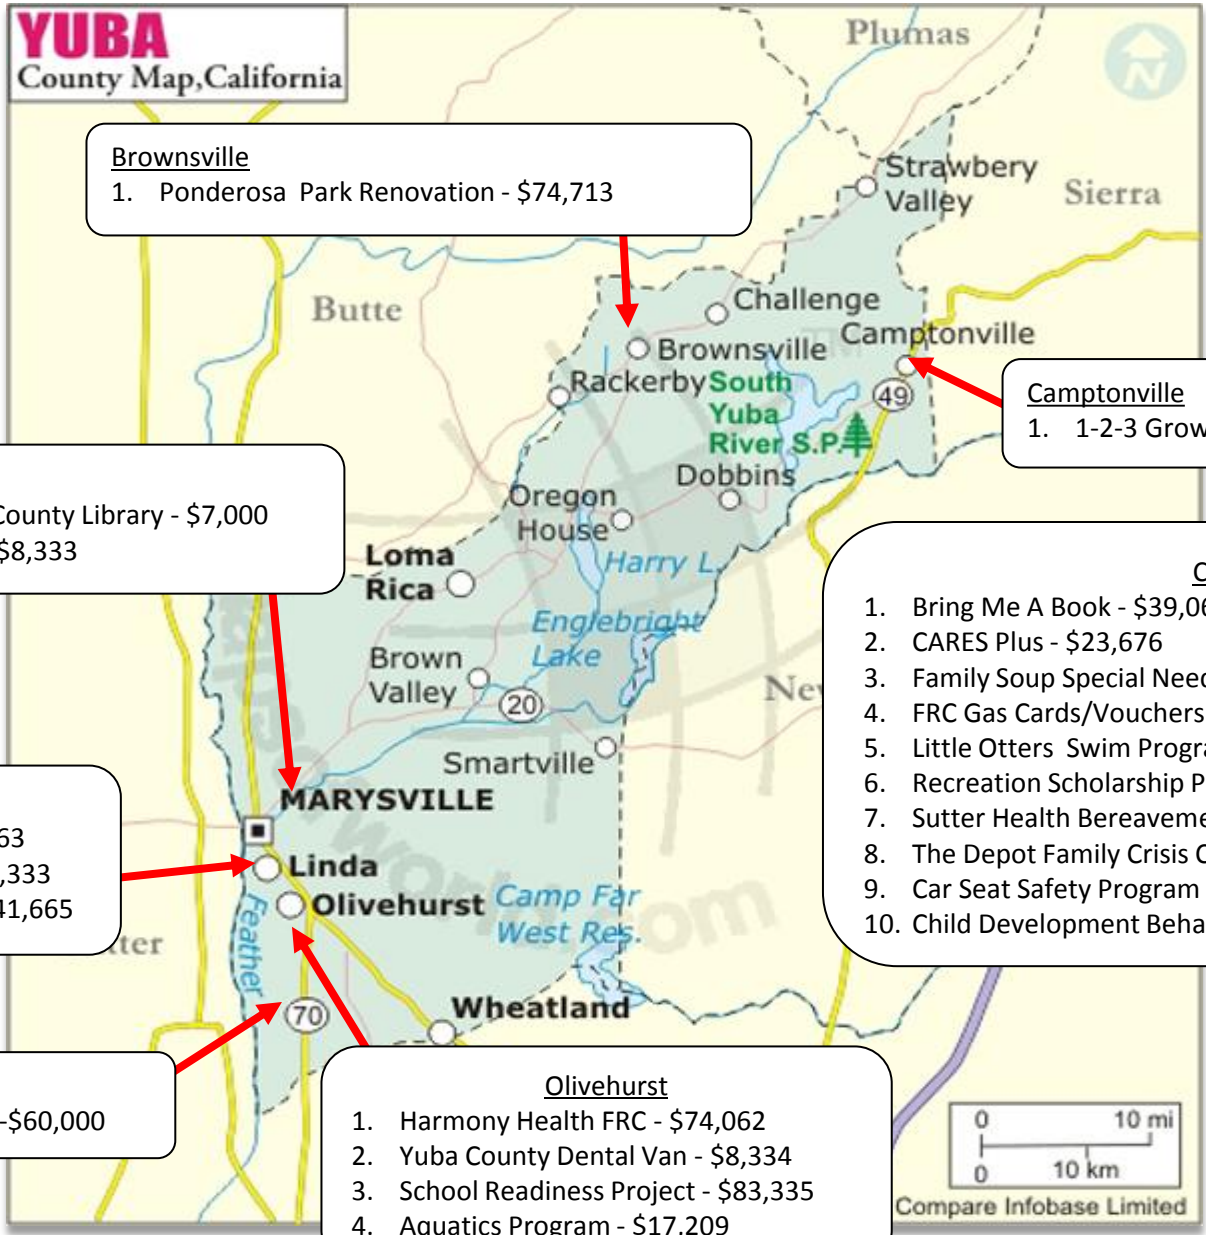 YUBA
County Map,California
Plumas
N
Brownsville
1. Ponderosa Park Renovation - $74,713
Strawbery
Valley
Sierra
Butte
Challenge
Camptonville
Brownsville
Rackerby
South
Yuba
River S.P.
49
Camptonville
1. 1-2-3 Grow
Dobbins
County Library - $7,000
$8,333
Oregon
House
Loma
Rica
Harry L.
Englebright
Lake
Brown
Valley
20
Smartville
1. Bring Me A Book - $39,06
2. CARES Plus - $23,676
3. Family Soup Special Need
4. FRC Gas Cards/Vouchers
5. Little Otters Swim Progra
6. Recreation Scholarship P
7. Sutter Health Bereaveme
8. The Depot Family Crisis C
9. Car Seat Safety Program
10. Child Development Beha
MARYSVILLE
63
,333
41,665
Linda
Olivehurst
Camp Far
West Res.
Feather
tter
Wheatland
70
-$60,000
Olivehurst
1. Harmony Health FRC - $74,062
2. Yuba County Dental Van - $8,334
3. School Readiness Project - $83,335
4. Aquatics Program - $17,209
0 10 mi
0 10 km
Compare Infobase Limited